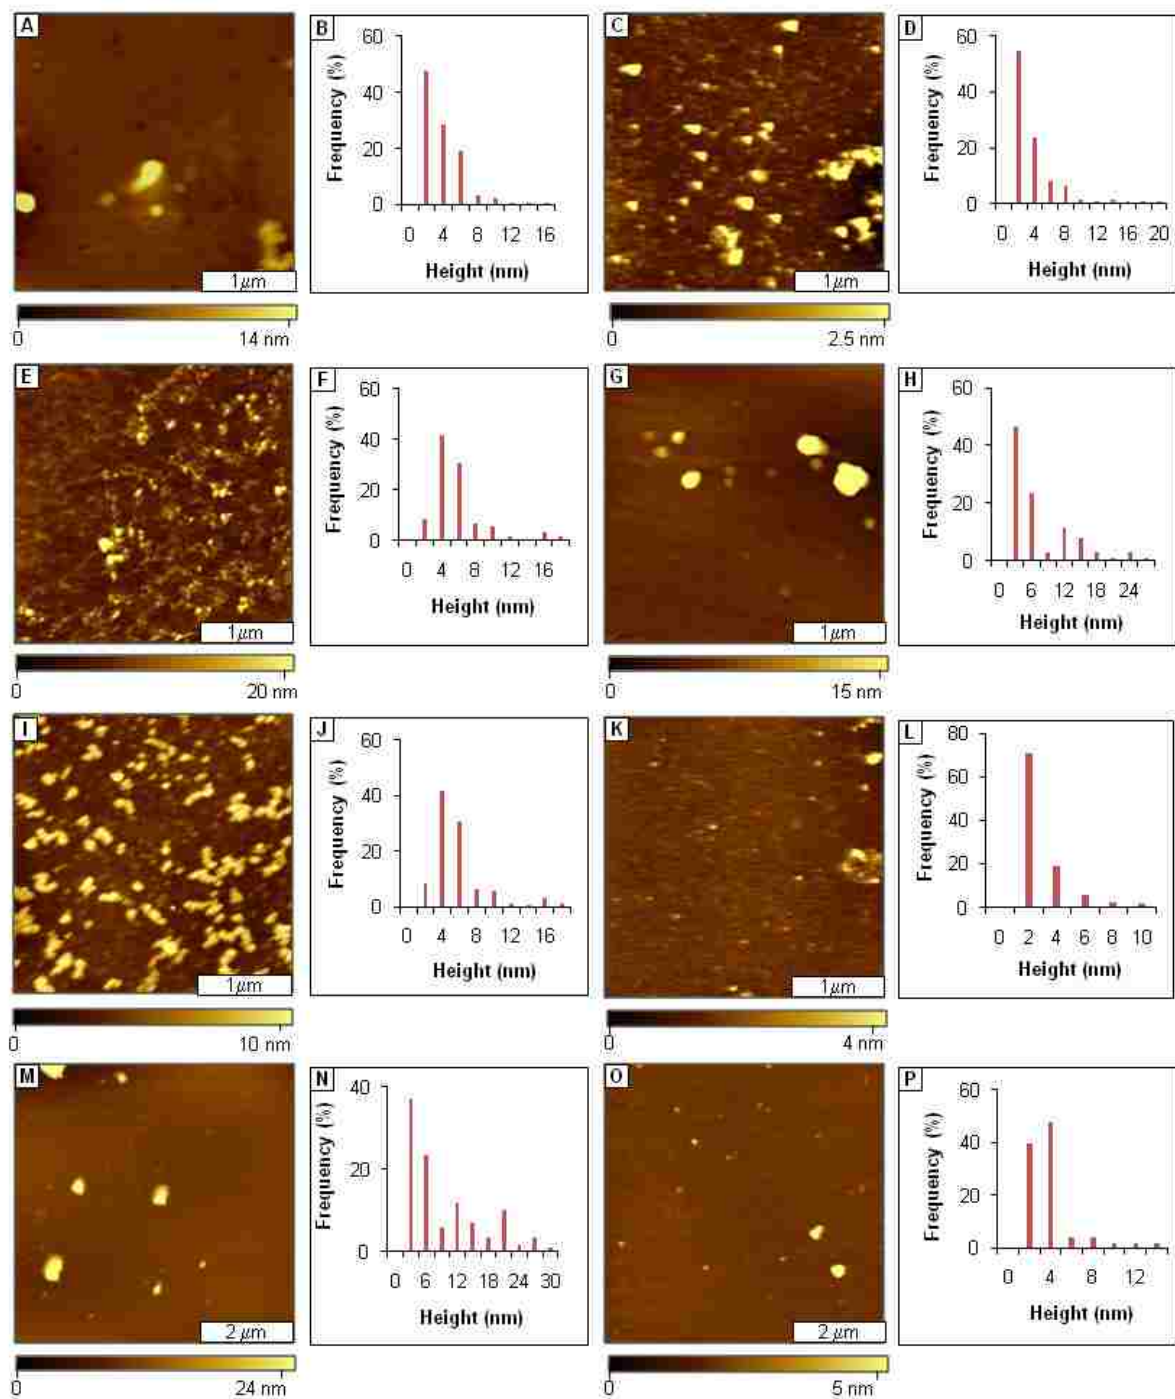 A
1μm
0 14 nm
B
Frequency (%)
60
40
20
0
0 4 8 12 16
Height (nm)
C
1μm
0 2.5 nm
D
Frequency (%)
60
40
20
0
0 4 8 12 16 20
Height (nm)
E
1μm
0 20 nm
F
Frequency (%)
60
40
20
0
0 4 8 12 16
Height (nm)
G
1μm
0 15 nm
H
Frequency (%)
60
40
20
0
0 6 12 18 24
Height (nm)
I
1μm
0 10 nm
J
Frequency (%)
60
40
20
0
0 4 8 12 16
Height (nm)
K
1μm
0 4 nm
L
Frequency (%)
80
60
40
20
0
0 2 4 6 8 10
Height (nm)
M
2 μm
0 24 nm
N
Frequency (%)
40
20
0
0 6 12 18 24 30
Height (nm)
O
2 μm
0 5 nm
P
Frequency (%)
60
40
20
0
0 4 8 12
Height (nm)